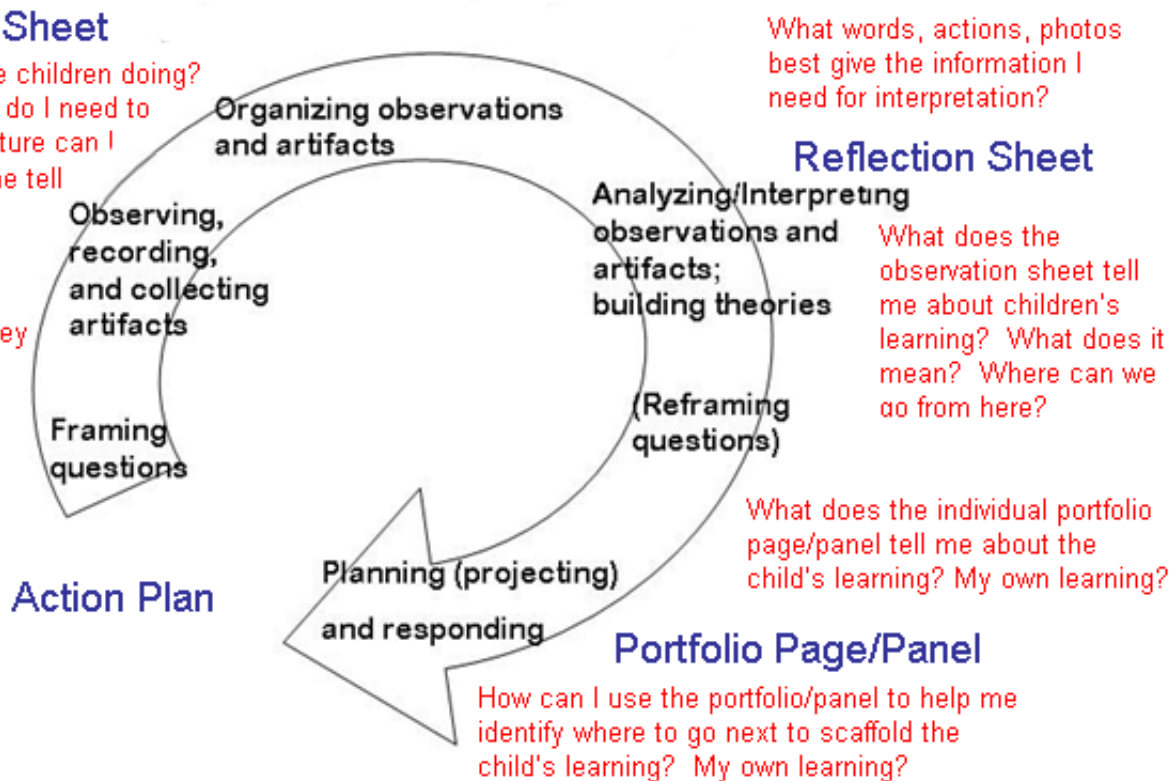 Sheet
children doing?
do I need to
can I
tell
What words, actions, photos
best give the information I
need for interpretation?
Organizing observations
and artifacts
Reflection Sheet
Observing,
recording,
and collecting
artifacts
Analyzing/Interpreting
observations and
artifacts;
building theories
What does the
observation sheet tell
me about children's
learning? What does it
mean? Where can we
go from here?
Framing
questions
(Reframing
questions)
What does the individual portfolio
page/panel tell me about the
child's learning? My own learning?
Action Plan
Planning (projecting)
and responding
Portfolio Page/Panel
How can I use the portfolio/panel to help me
identify where to go next to scaffold the
child's learning? My own learning?